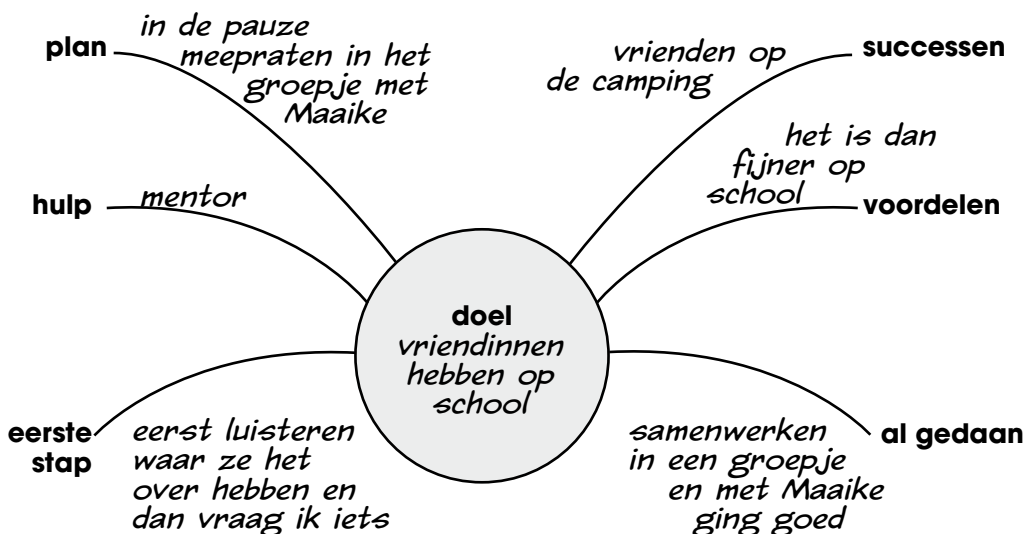 plan
in de pauze
meepraten in het
groepje met
Maaike
hulp
mentor
eerste
stap
eerst luisteren
waar ze het
over hebben en
dan vraag ik iets
doel
vriendinnen
hebben op
school
successen
vrienden op
de camping
voordelen
het is dan
fijner op
school
al gedaan
samenwerken
in een groepje
en met Maaike
ging goed